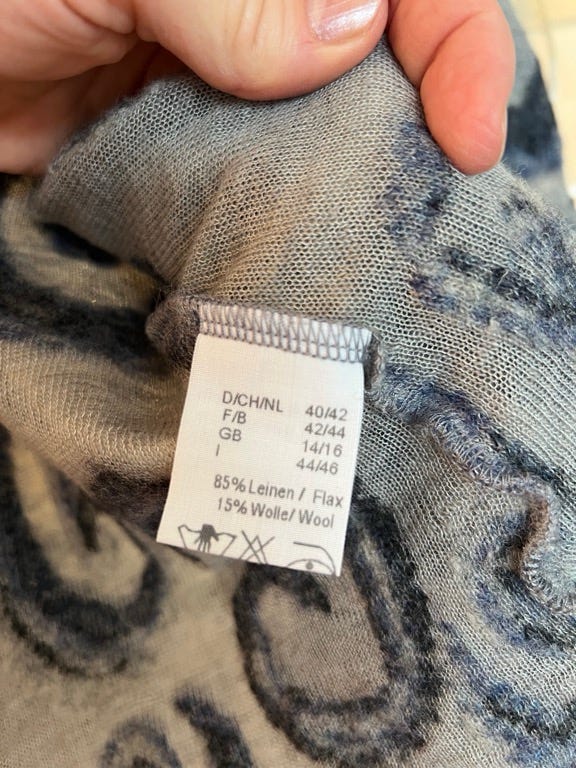 D/CH/NL 40/42
F/B 42/44
GB 14/16
I 44/46
85% Leinen / Flax
15% Wolle/ Wool